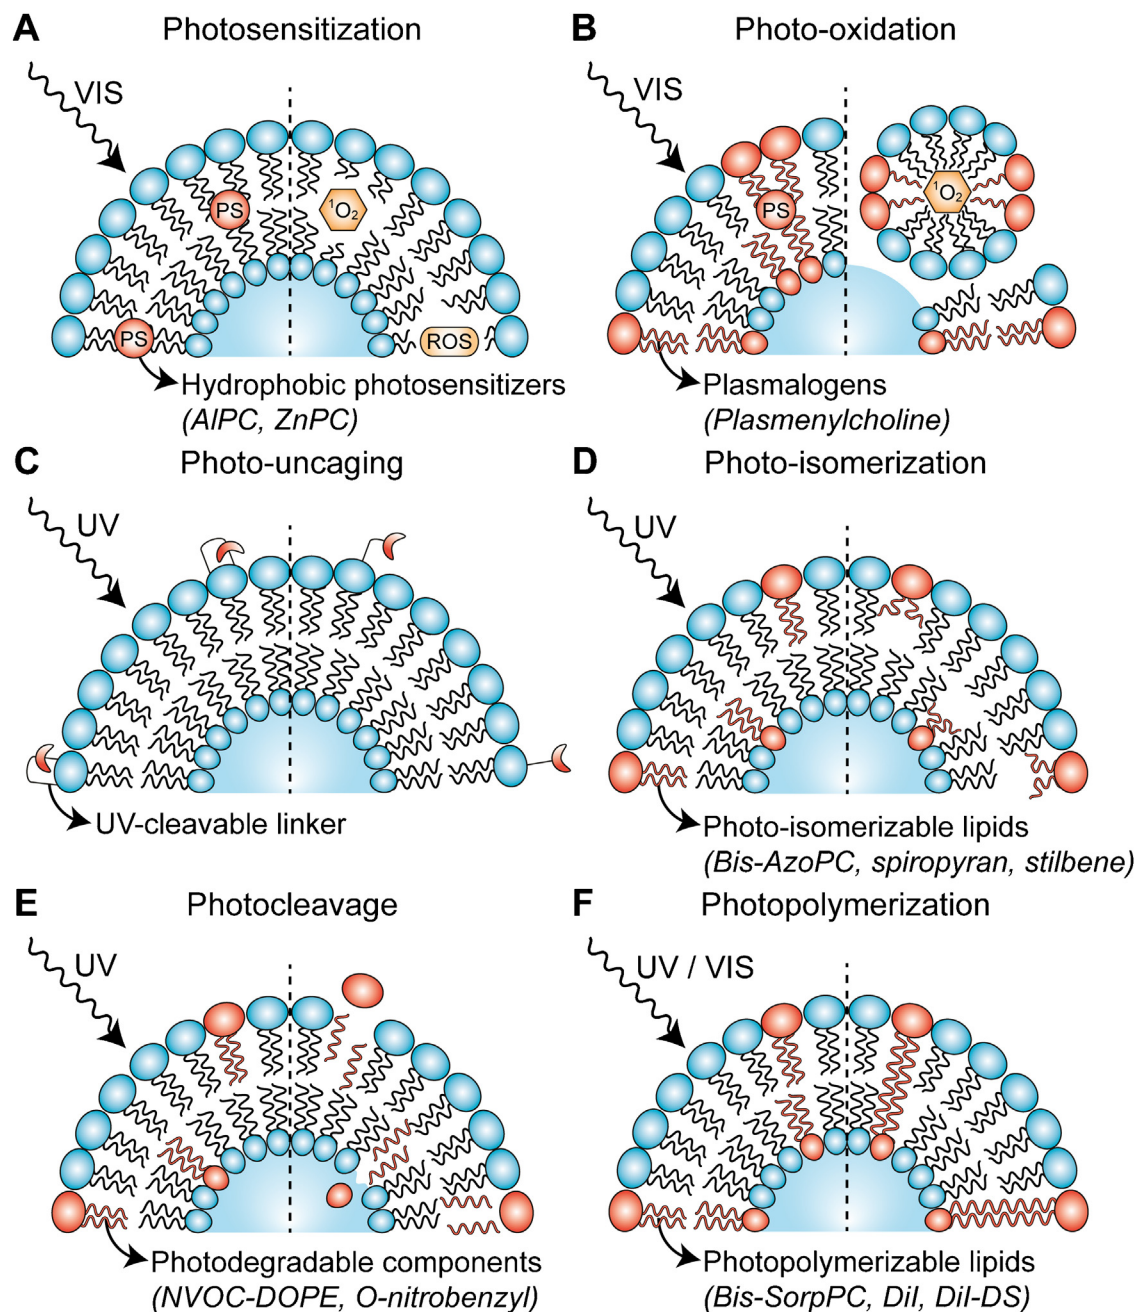 A Photosensitization
VIS
PS
¹O₂
PS
ROS
Hydrophobic photosensitizers
(AlPC, ZnPC)
B Photo-oxidation
VIS
PS
¹O₂
Plasmalogens
(Plasmenylcholine)
C Photo-uncaging
UV
UV-cleavable linker
D Photo-isomerization
UV
Photo-isomerizable lipids
(Bis-AzoPC, spiropyran, stilbene)
E Photocleavage
UV
Photodegradable components
(NVOC-DOPE, O-nitrobenzyl)
F Photopolymerization
UV / VIS
Photopolymerizable lipids
(Bis-SorpPC, DiI, DiI-DS)